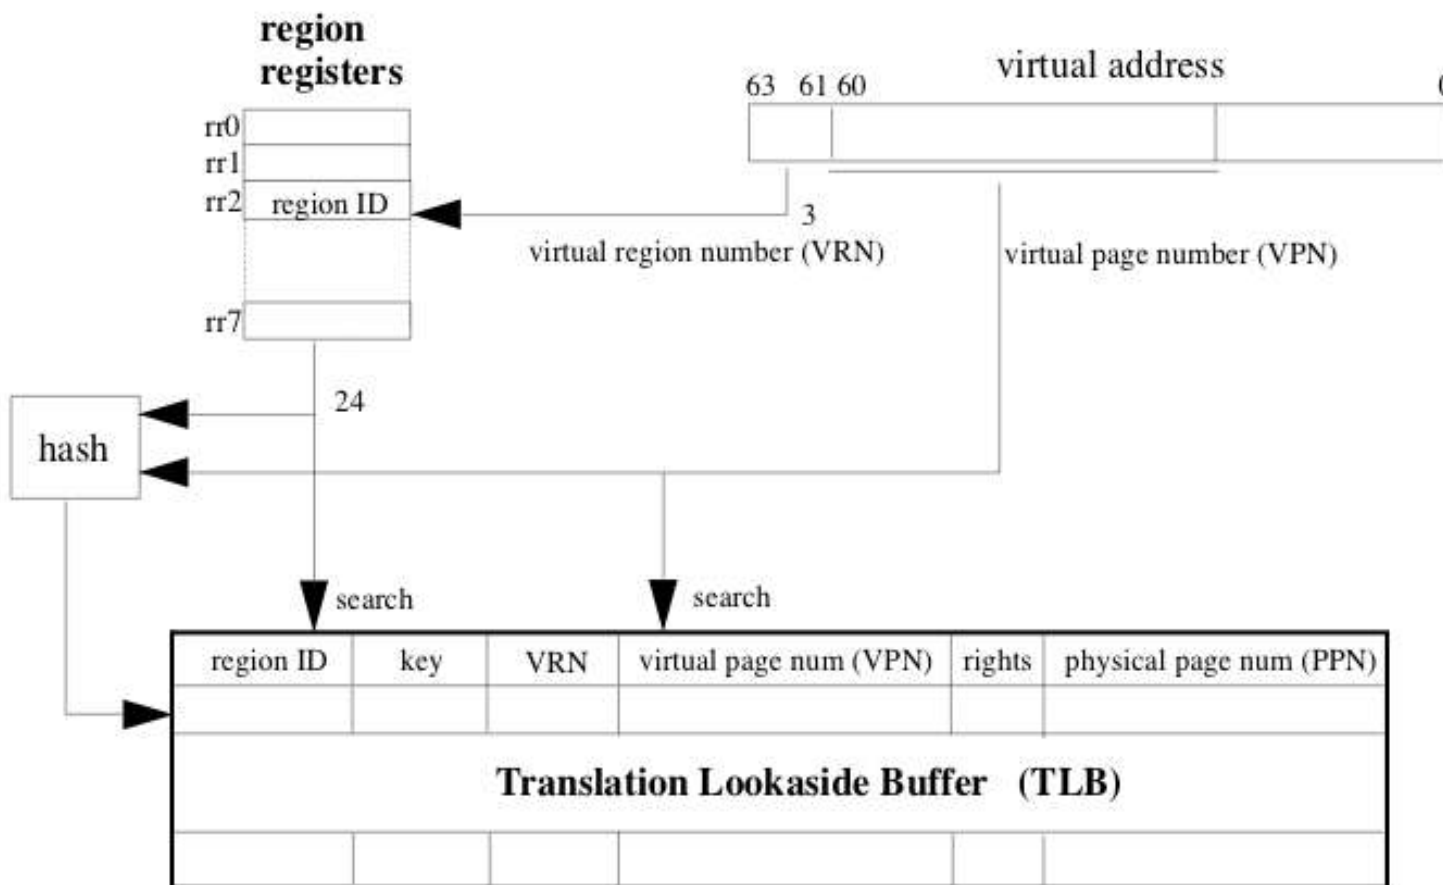 region
registers
virtual address
63 61 60
rr0
rr1
rr2 region ID
3
virtual region number (VRN)
virtual page number (VPN)
rr7
24
hash
search
search
region ID key VRN virtual page num (VPN) rights physical page num (PPN)
Translation Lookaside Buffer (TLB)